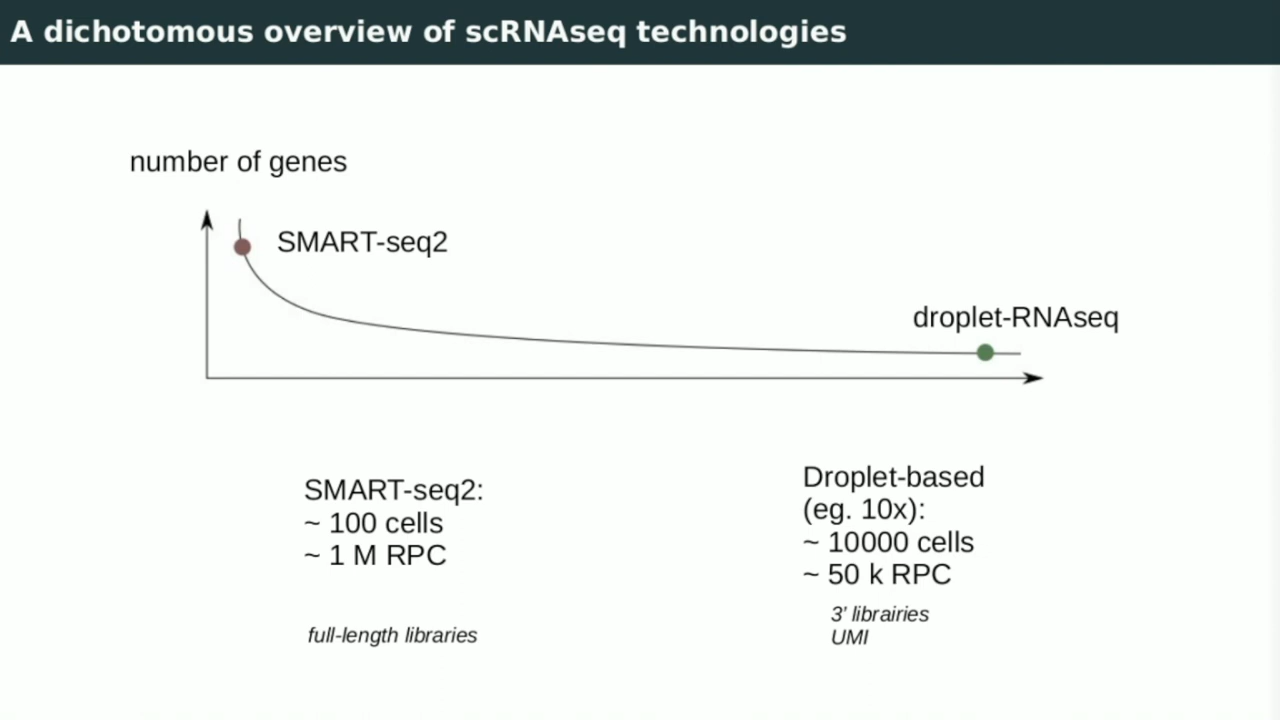 A dichotomous overview of scRNAseq technologies
number of genes
SMART-seq2
droplet-RNAseq
SMART-seq2:
~ 100 cells
~ 1 M RPC
full-length libraries
Droplet-based
(eg. 10x):
~ 10000 cells
~ 50 k RPC
3' librairies
UMI